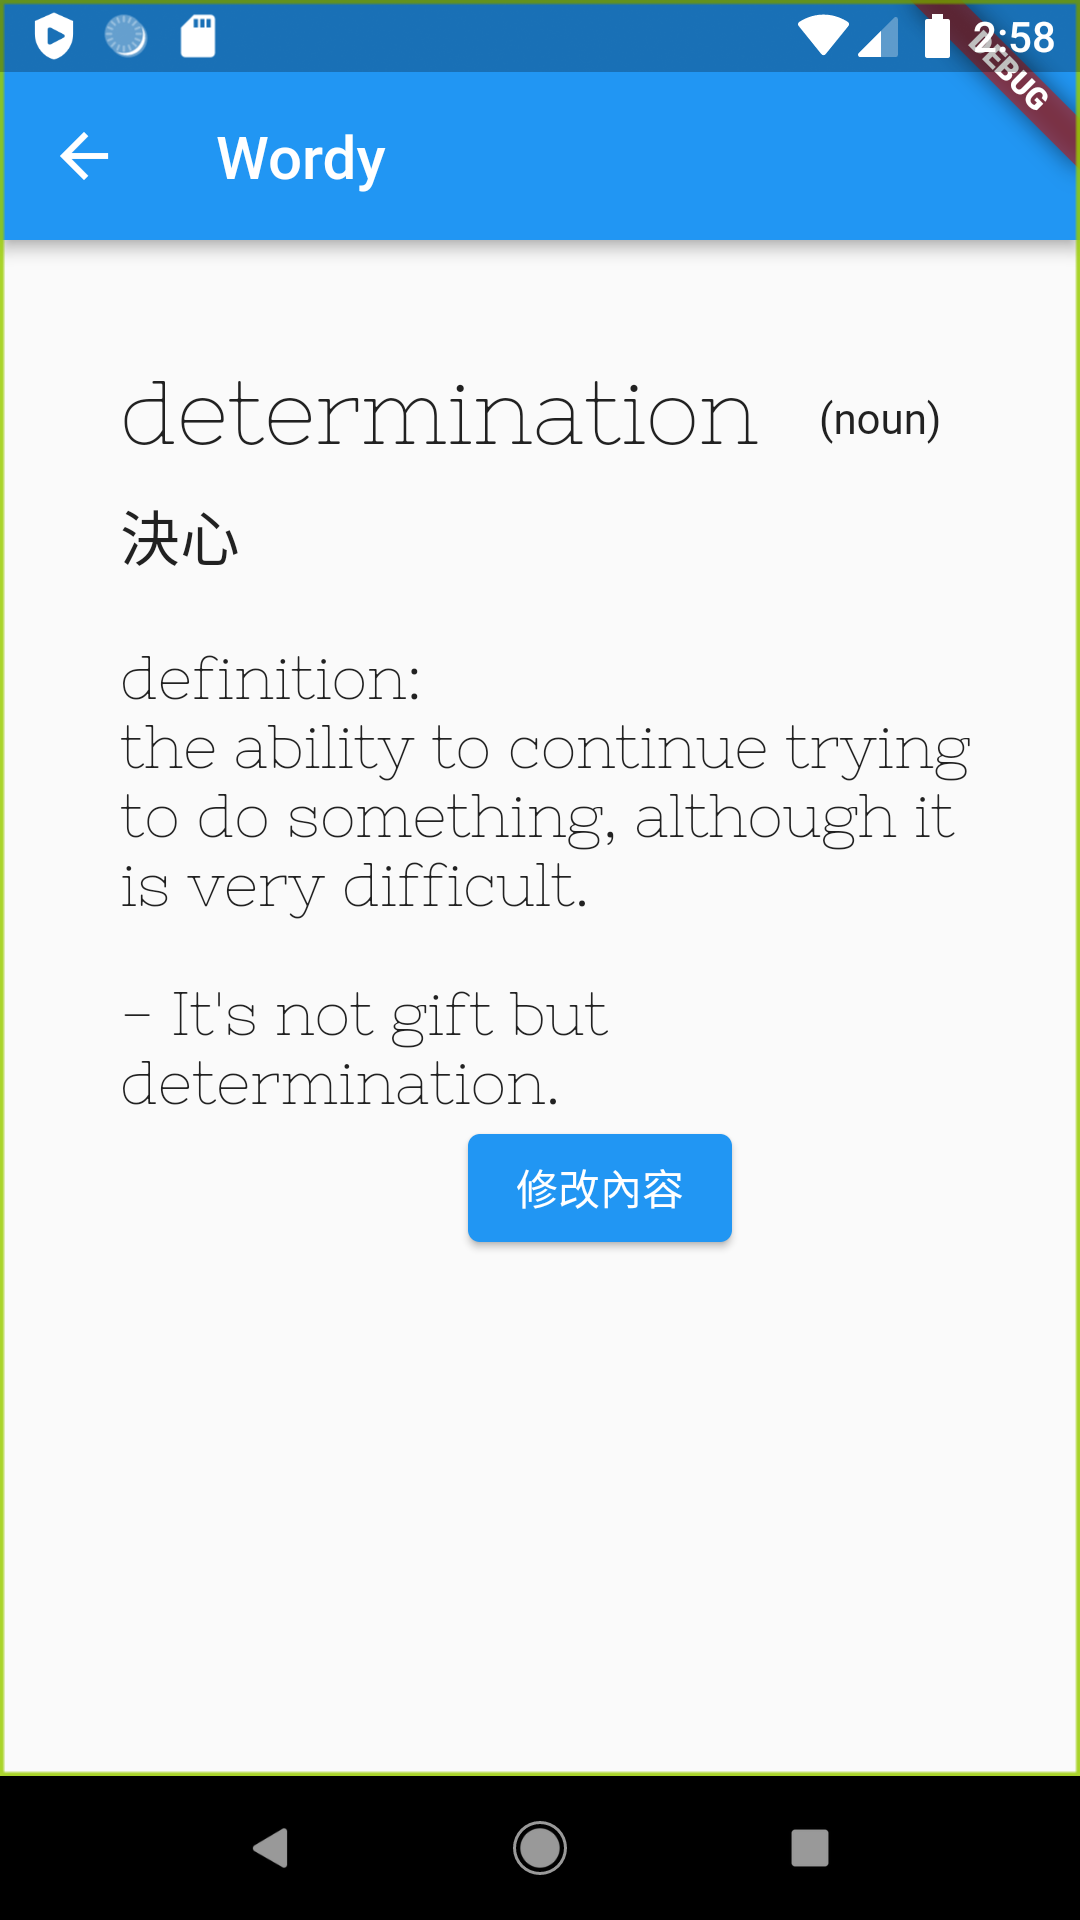 2:58
DEBUG
Wordy
determination (noun)
決心
definition:
the ability to continue trying
to do something, although it
is very difficult.
- It's not gift but
determination.
修改內容